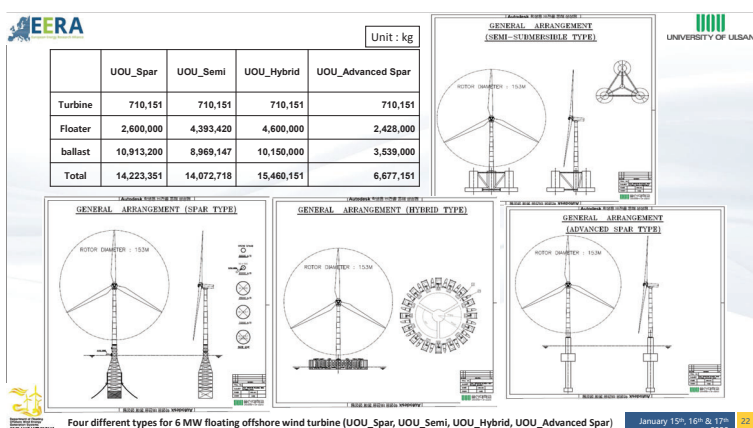 EERA
Unit : kg
UNIVERSITY OF ULSAN
UOU_Spar UOU_Semi UOU_Hybrid UOU_Advanced Spar
Turbine 710,151 710,151 710,151 710,151
Floater 2,600,000 4,393,420 4,600,000 2,428,000
ballast 10,913,200 8,969,147 10,150,000 3,539,000
Total 14,223,351 14,072,718 15,460,151 6,677,151
GENERAL ARRANGEMENT
(SEMI-SUBMERSIBLE TYPE)
ROTOR DIAMETER : 153M
GENERAL ARRANGEMENT (SPAR TYPE)
ROTOR DIAMETER : 153M
GENERAL ARRANGEMENT (HYBRID TYPE)
ROTOR DIAMETER : 153M
GENERAL ARRANGEMENT
(ADVANCED SPAR TYPE)
ROTOR DIAMETER : 153M
Four different types for 6 MW floating offshore wind turbine (UOU_Spar, UOU_Semi, UOU_Hybrid, UOU_Advanced Spar)
January 15th, 16th & 17th
22